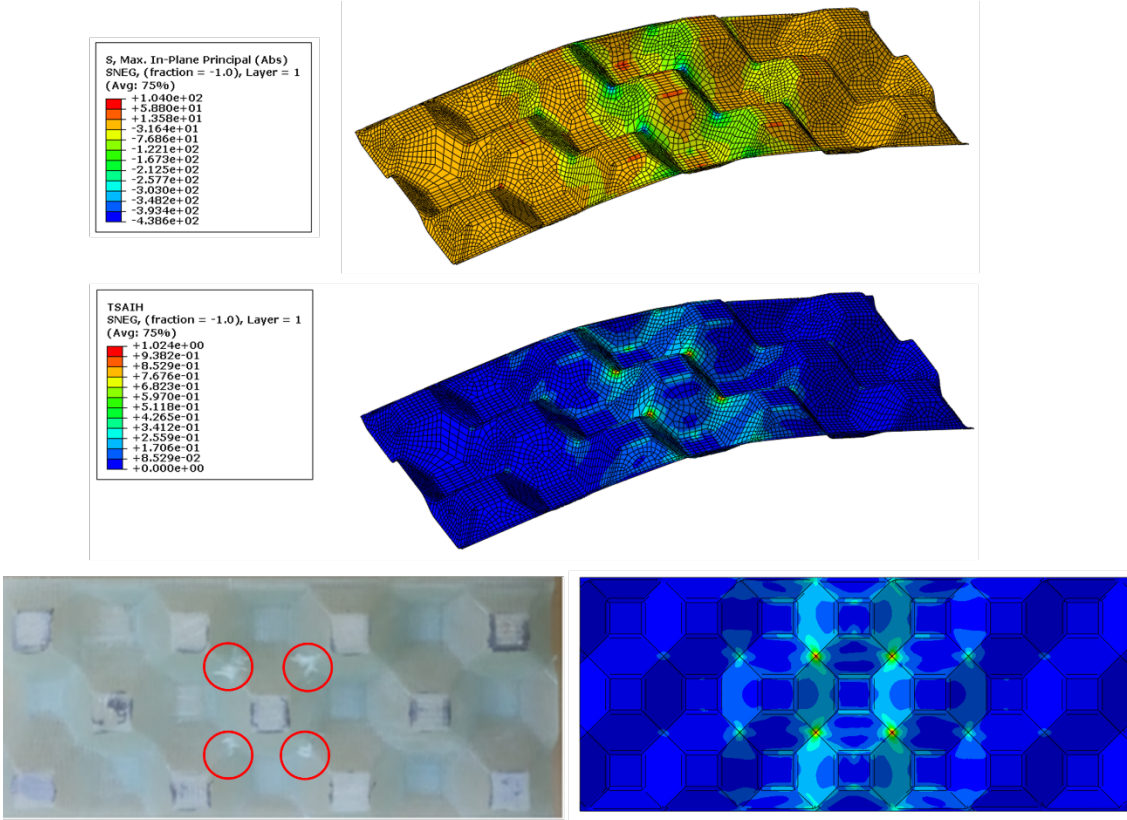 S, Max. In-Plane Principal (Abs)
SNEG, (fraction = -1.0), Layer = 1
(Avg: 75%)
+1.040e+02
+5.880e+01
+1.358e+01
-3.164e+01
-7.686e+01
-1.221e+02
-1.673e+02
-2.125e+02
-2.577e+02
-3.030e+02
-3.482e+02
-3.934e+02
-4.386e+02
TSAIH
SNEG, (fraction = -1.0), Layer = 1
(Avg: 75%)
+1.024e+00
+9.382e-01
+8.529e-01
+7.676e-01
+6.823e-01
+5.970e-01
+5.118e-01
+4.265e-01
+3.412e-01
+2.559e-01
+1.706e-01
+8.529e-02
+0.000e+00